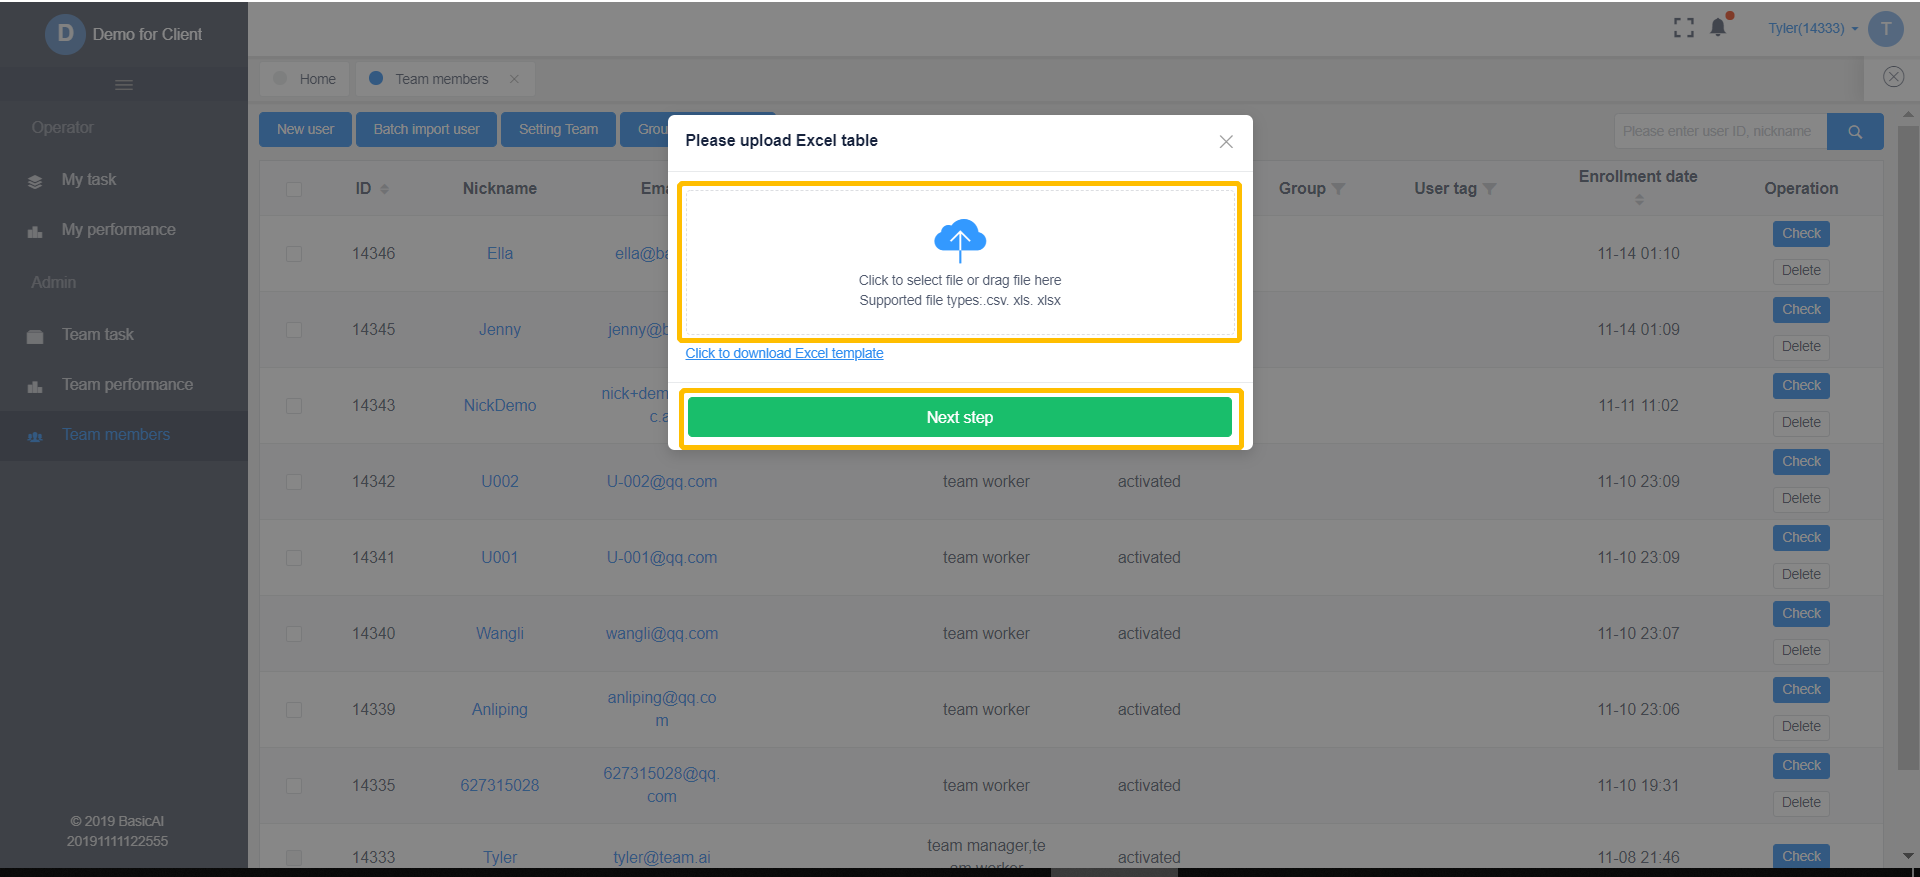 D Demo for Client
Tyler(14333)
T
Home
Team members
Operator
My task
My performance
Admin
Team task
Team performance
Team members
© 2019 BasicAI
20191111122555
New user
Batch import user
Setting Team
Grou
Please enter user ID, nickname
Please upload Excel table
Click to select file or drag file here
Supported file types:.csv. xls. xlsx
Click to download Excel template
Next step
ID Nickname Ema Group User tag Enrollment date Operation
14346 Ella ella@ba 11-14 01:10 Check
Delete
14345 Jenny jenny@b 11-14 01:09 Check
Delete
14343 NickDemo nick+dem 11-11 11:02 Check
c.a Delete
14342 U002 U-002@qq.com team worker activated 11-10 23:09 Check
Delete
14341 U001 U-001@qq.com team worker activated 11-10 23:09 Check
Delete
14340 Wangli wangli@qq.com team worker activated 11-10 23:07 Check
Delete
14339 Anliping anliping@qq.co team worker activated 11-10 23:06 Check
m Delete
14335 627315028 627315028@qq. team worker activated 11-10 19:31 Check
com Delete
14333 Tyler tyler@team.ai team manager,te activated 11-08 21:46 Check
am worker